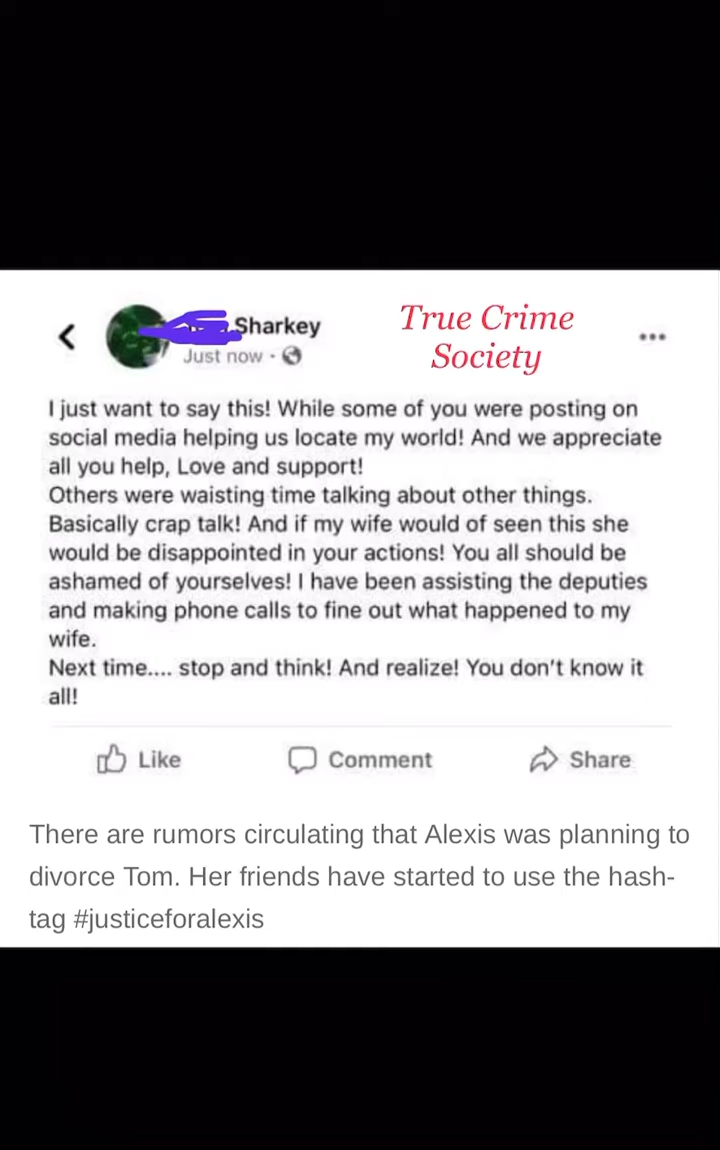 Sharkey
True Crime
Society
Just now
I just want to say this! While some of you were posting on
social media helping us locate my world! And we appreciate
all you help, Love and support!
Others were waisting time talking about other things.
Basically crap talk! And if my wife would of seen this she
would be disappointed in your actions! You all should be
ashamed of yourselves! I have been assisting the deputies
and making phone calls to fine out what happened to my
wife.
Next time.... stop and think! And realize! You don't know it
all!
Like
Comment
Share
There are rumors circulating that Alexis was planning to
divorce Tom. Her friends have started to use the hash-
tag #justiceforalexis